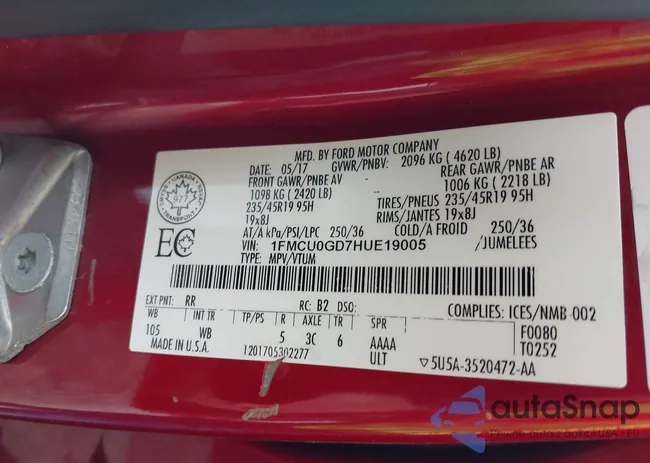 MFD. BY FORD MOTOR COMPANY
DATE: 05/17 GVWR/PNBV: 2096 KG (4620 LB)
FRONT GAWR/PNBE AV REAR GAWR/PNBE AR
1098 KG (2420 LB) 1006 KG (2218 LB)
235/45R19 95H TIRES/PNEUS 235/45R19 95H
19x8J RIMS/JANTES 19x8J
AT/A kPa/PSI/LPC 250/36 COLD/A FROID 250/36
VIN: 1FMCU0GD7HUE19005 /JUMELEES
TYPE: MPV/VTUM
CANADA
977
TRANSPORT
EC
EXT PNT: RR RC: B2 DSO: COMPLIES: ICES/NMB-002
WB INT TR TP/PS R AXLE TR SPR F0080
105 WB 5 3C 6 AAAA T0252
MADE IN U.S.A. 1201705302277 ULT ▽5U5A-3520472-AA
autaSnap